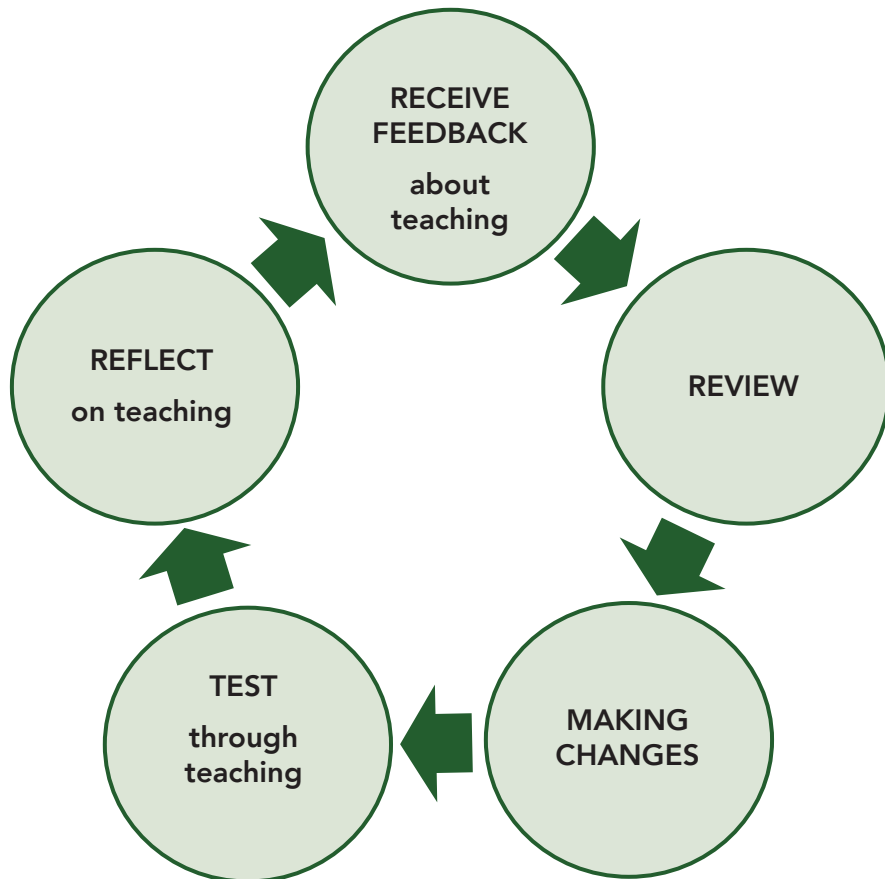 RECEIVE
FEEDBACK
about
teaching
REVIEW
MAKING
CHANGES
TEST
through
teaching
REFLECT
on teaching